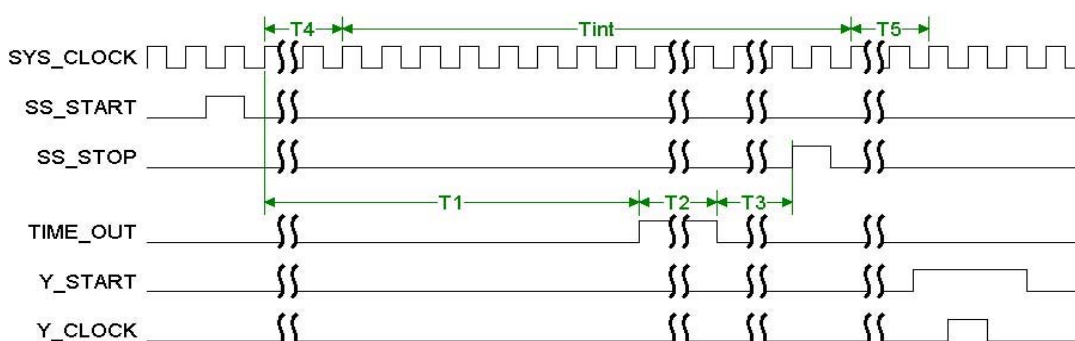 T4 Tint T5
SYS_CLOCK
SS_START
SS_STOP
T1 T2 T3
TIME_OUT
Y_START
Y_CLOCK